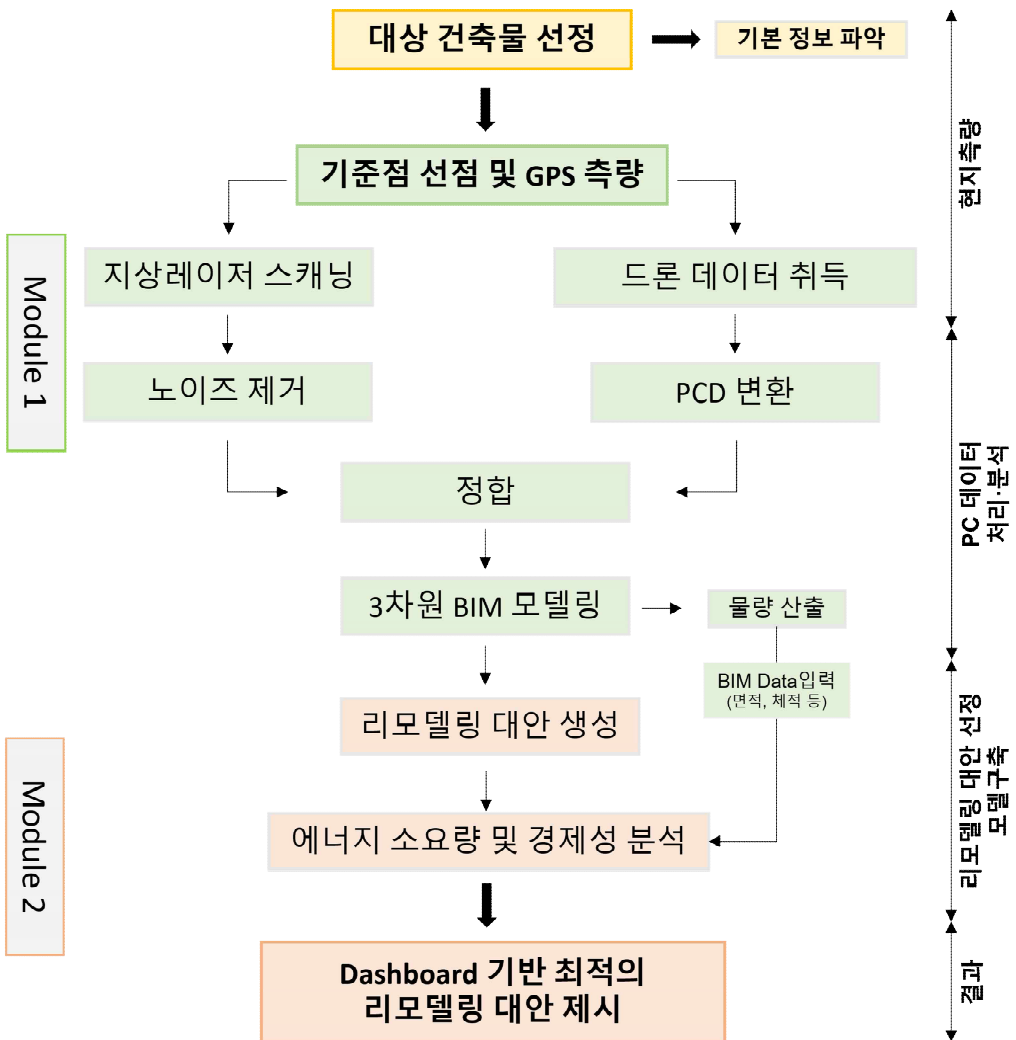 대상 건축물 선정
기본 정보 파악
기준점 선점 및 GPS 측량
지상레이저 스캐닝
드론 데이터 취득
노이즈 제거
PCD 변환
정합
3차원 BIM 모델링
물량 산출
BIM Data입력
(면적, 체적 등)
리모델링 대안 생성
에너지 소요량 및 경제성 분석
Dashboard 기반 최적의
리모델링 대안 제시
Module 1
Module 2
현지측량
PC 데이터
처리·분석
리모델링 대안 선정
모델구축
결과